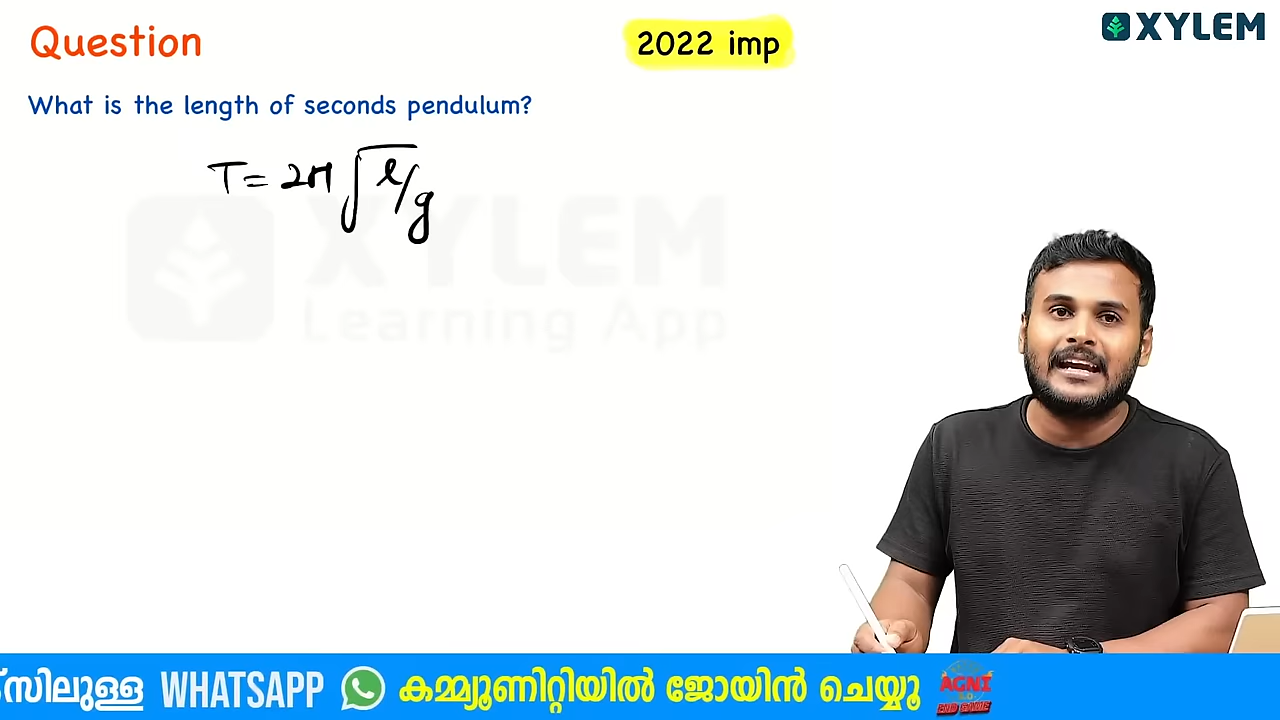 Question
2022 imp
XYLEM
What is the length of seconds pendulum?
T = 2π √l/g
XYLEM
Learning App
്സിലുള്ള WHATSAPP കമ്മ്യൂണിറ്റിയിൽ ജോയിൻ ചെയ്യൂ
AGNI